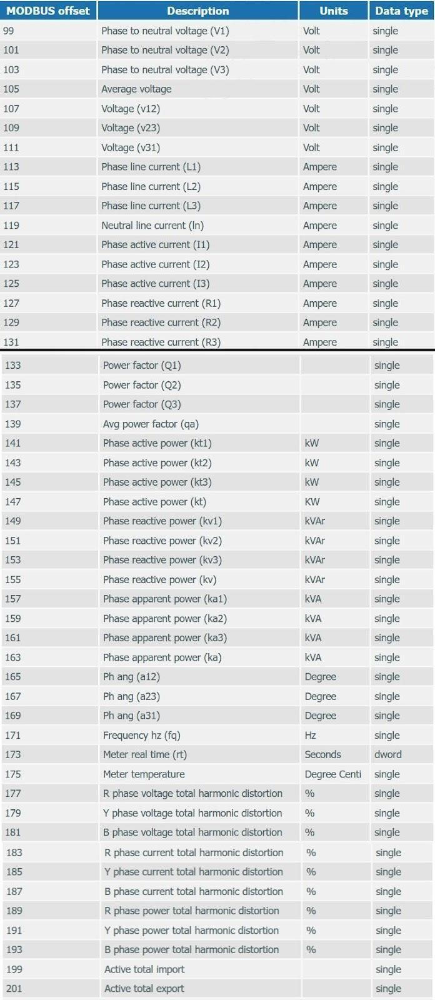 MODBUS offset Description Units Data type
99 Phase to neutral voltage (V1) Volt single
101 Phase to neutral voltage (V2) Volt single
103 Phase to neutral voltage (V3) Volt single
105 Average voltage Volt single
107 Voltage (v12) Volt single
109 Voltage (v23) Volt single
111 Voltage (v31) Volt single
113 Phase line current (L1) Ampere single
115 Phase line current (L2) Ampere single
117 Phase line current (L3) Ampere single
119 Neutral line current (ln) Ampere single
121 Phase active current (I1) Ampere single
123 Phase active current (I2) Ampere single
125 Phase active current (I3) Ampere single
127 Phase reactive current (R1) Ampere single
129 Phase reactive current (R2) Ampere single
131 Phase reactive current (R3) Ampere single
133 Power factor (Q1) single
135 Power factor (Q2) single
137 Power factor (Q3) single
139 Avg power factor (qa) single
141 Phase active power (kt1) kW single
143 Phase active power (kt2) kW single
145 Phase active power (kt3) kW single
147 Phase active power (kt) KW single
149 Phase reactive power (kv1) kVAr single
151 Phase reactive power (kv2) kVAr single
153 Phase reactive power (kv3) kVAr single
155 Phase reactive power (kv) kVAr single
157 Phase apparent power (ka1) kVA single
159 Phase apparent power (ka2) kVA single
161 Phase apparent power (ka3) kVA single
163 Phase apparent power (ka) kVA single
165 Ph ang (a12) Degree single
167 Ph ang (a23) Degree single
169 Ph ang (a31) Degree single
171 Frequency hz (fq) Hz single
173 Meter real time (rt) Seconds dword
175 Meter temperature Degree Centi single
177 R phase voltage total harmonic distortion % single
179 Y phase voltage total harmonic distortion % single
181 B phase voltage total harmonic distortion % single
183 R phase current total harmonic distortion % single
185 Y phase current total harmonic distortion % single
187 B phase current total harmonic distortion % single
189 R phase power total harmonic distortion % single
191 Y phase power total harmonic distortion % single
193 B phase power total harmonic distortion % single
199 Active total import single
201 Active total export single